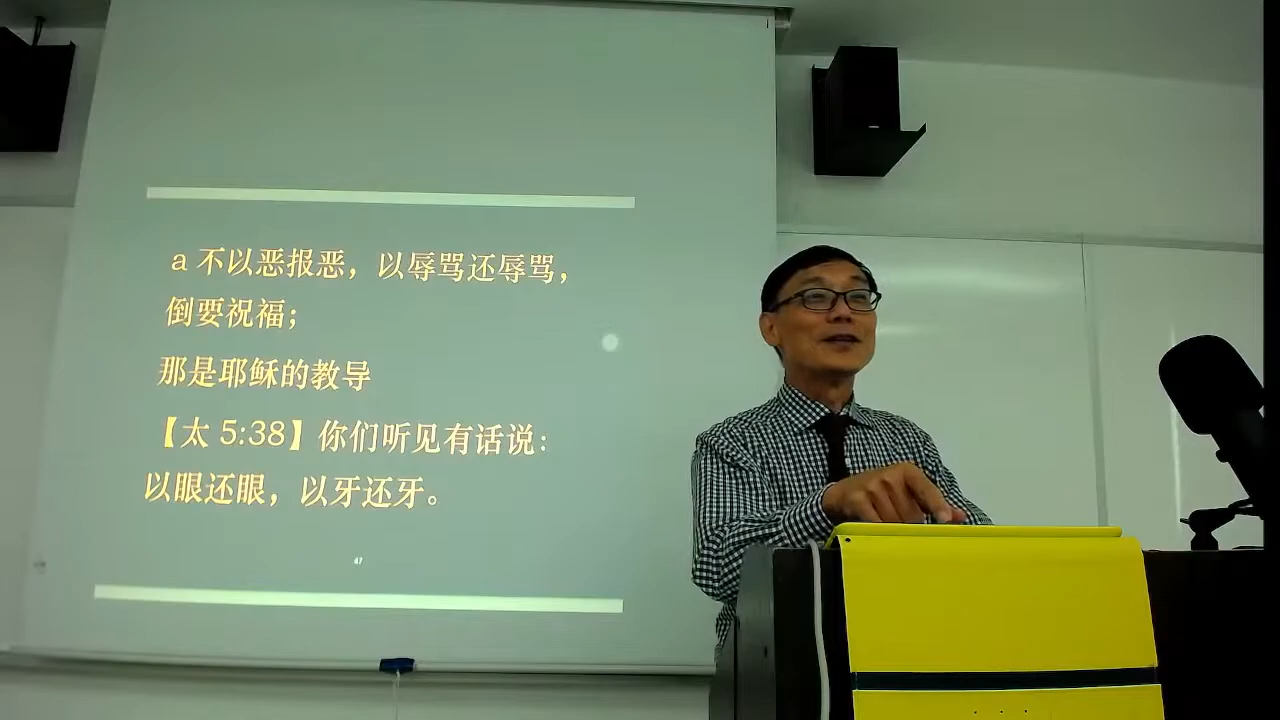 a 不以恶报恶，以辱骂还辱骂，
倒要祝福；
那是耶稣的教导
【太 5:38】你们听见有话说：
以眼还眼，以牙还牙。
47